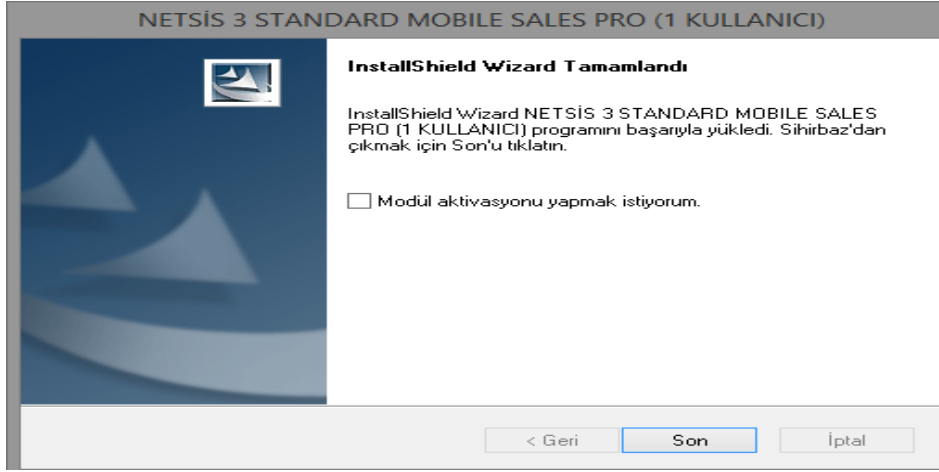 NETSİS 3 STANDARD MOBILE SALES PRO (1 KULLANICI)
InstallShield Wizard Tamamlandı
InstallShield Wizard NETSİS 3 STANDARD MOBILE SALES
PRO (1 KULLANICI) programını başarıyla yükledi. Sihirbaz'dan
çıkmak için Son'u tıklatın.
Modül aktivasyonu yapmak istiyorum.
< Geri
Son
İptal